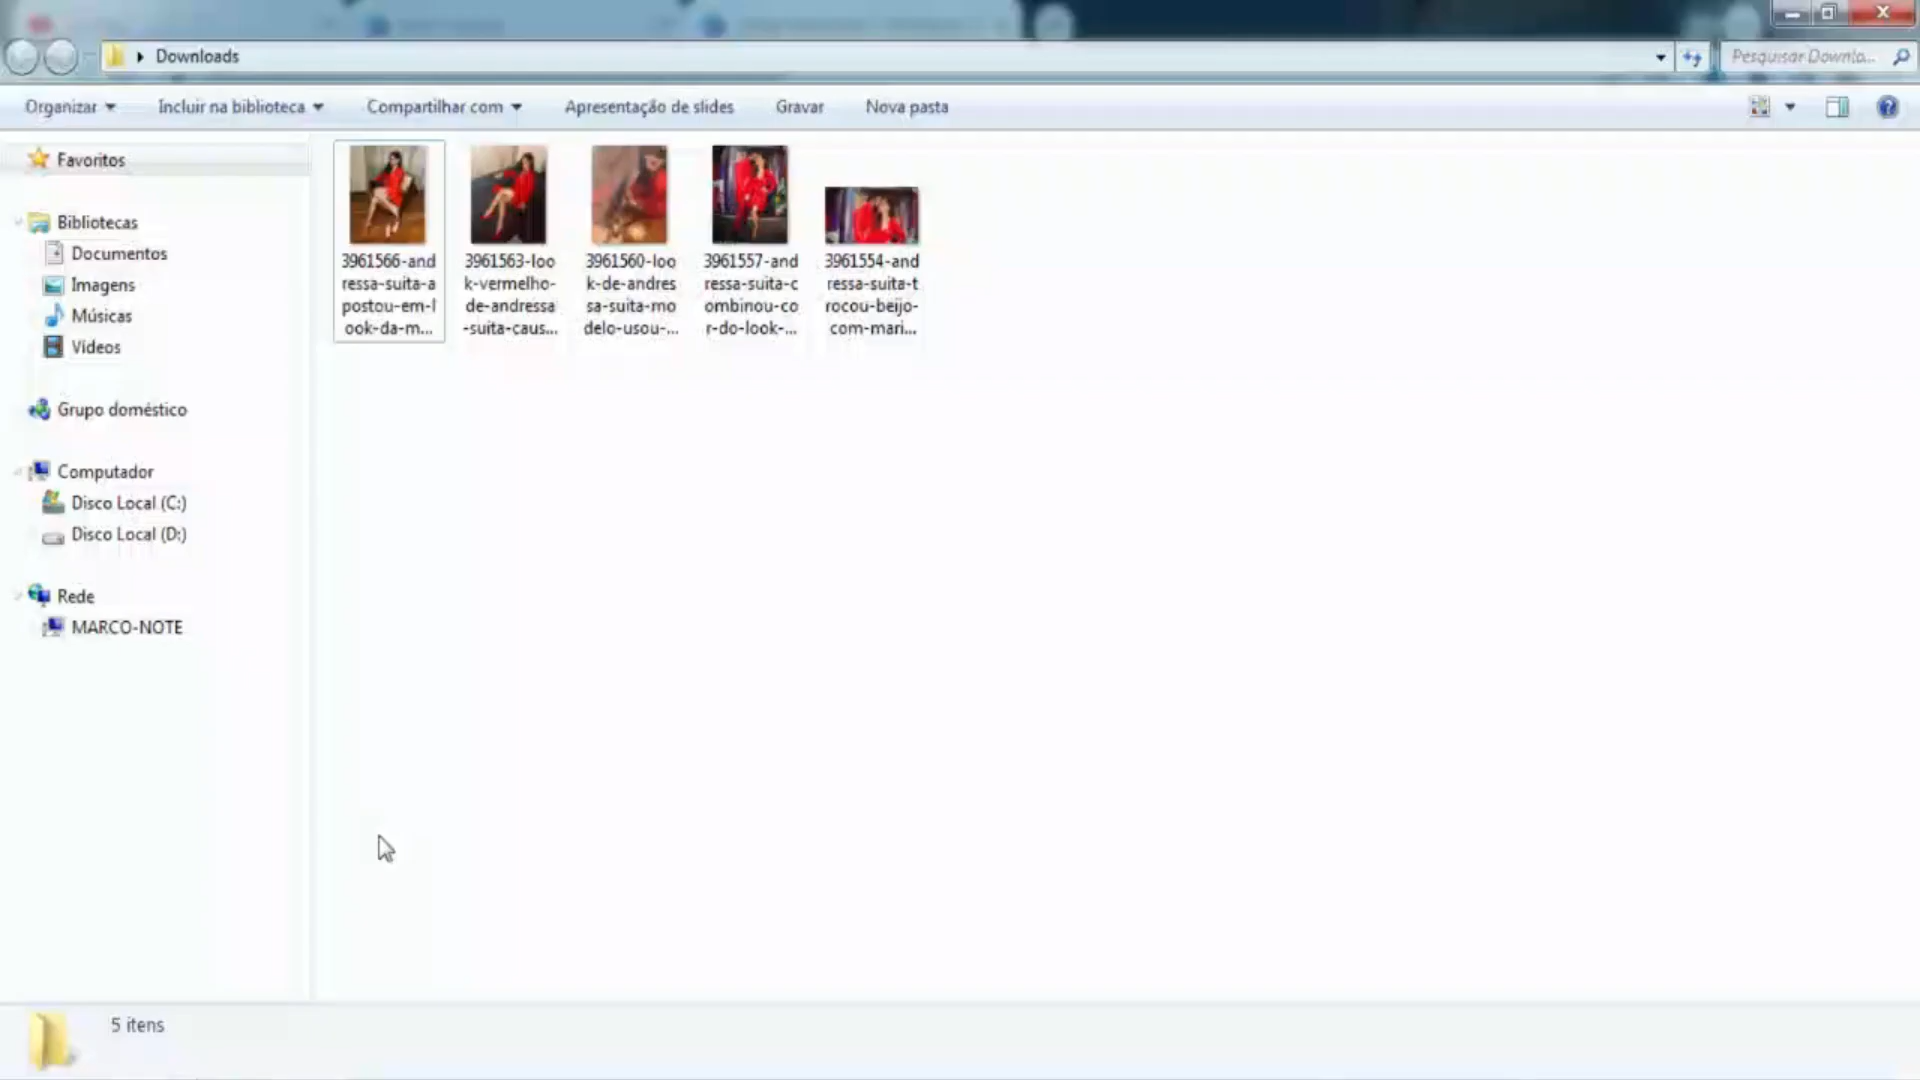 Downloads
Pesquisar Downlo...
Organizar
Incluir na biblioteca
Compartilhar com
Apresentação de slides
Gravar
Nova pasta
Favoritos
Bibliotecas
Documentos
Imagens
Músicas
Vídeos
Grupo doméstico
Computador
Disco Local (C:)
Disco Local (D:)
Rede
MARCO-NOTE
3961566-and
ressa-suita-a
postou-em-l
ook-da-m...
3961563-loo
k-vermelho-
de-andressa
-suita-caus...
3961560-loo
k-de-andres
sa-suita-mo
delo-usou-...
3961557-and
ressa-suita-c
ombinou-co
r-do-look-...
3961554-and
ressa-suita-t
rocou-beijo-
com-mari...
5 itens